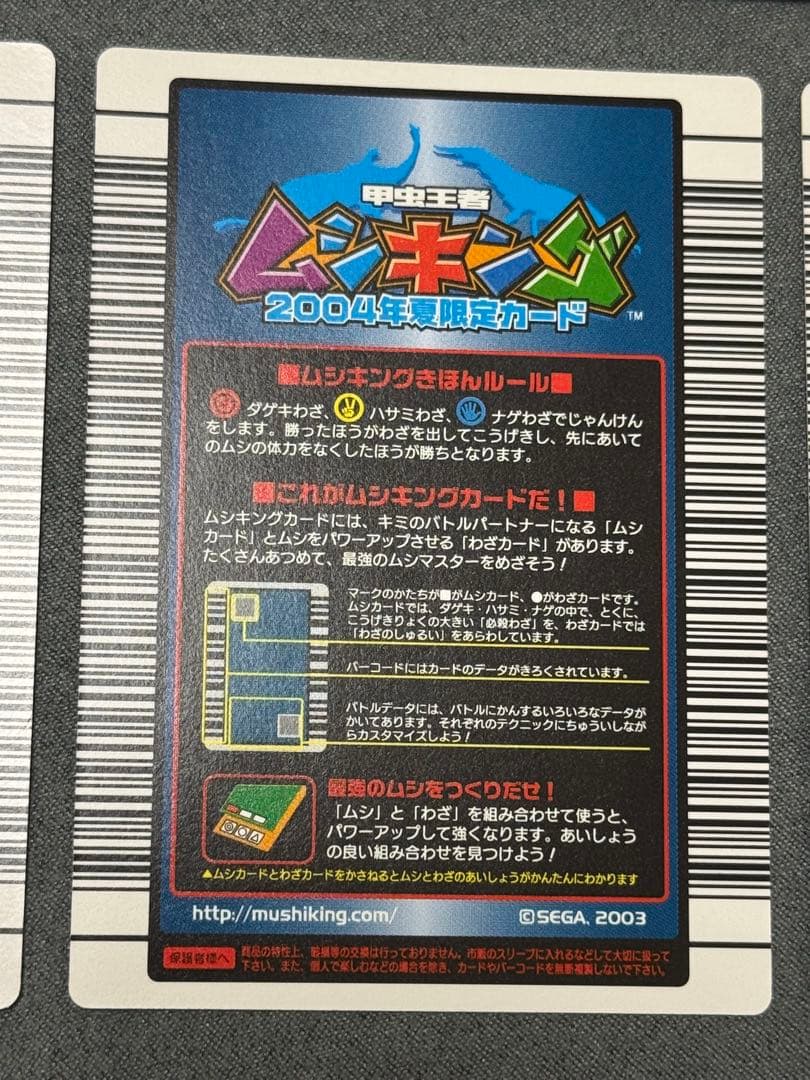 甲虫王者
ムシキング
2004年夏限定カード
TM
■ムシキングきほんルール■
ダゲキわざ、 ハサミわざ、 ナゲわざでじゃんけん
をします。勝ったほうがわざを出してこうげきし、先にあいて
のムシの体力をなくしたほうが勝ちとなります。
■これがムシキングカードだ!■
ムシキングカードには、キミのバトルパートナーになる「ムシ
カード」とムシをパワーアップさせる「わざカード」があります。
たくさんあつめて、最強のムシマスターをめざそう!
マークのかたちが■がムシカード、●がわざカードです。
ムシカードでは、ダゲキ・ハサミ・ナゲの中で、とくに、
こうげきりょくの大きい「必殺わざ」を、わざカードでは
「わざのしゅるい」をあらわしています。
バーコードにはカードのデータがきろくされています。
バトルデータには、バトルにかんするいろいろなデータが
かいてあります。それぞれのテクニックにちゅういしなが
らカスタマイズしよう!
最強のムシをつくりだせ!
「ムシ」と「わざ」を組み合わせて使うと、
パワーアップして強くなります。あいしょう
の良い組み合わせを見つけよう!
▲ムシカードとわざカードをかさねるとムシとわざのあいしょうがかんたんにわかります
http://mushiking.com/ ©SEGA, 2003
保護者様へ 商品の特性上、破損等の交換は行っておりません。市販のスリーブに入れるなどして大切に扱って
下さい。また、個人で楽しむなどの場合を除き、カードやバーコードを無断複製しないで下さい。